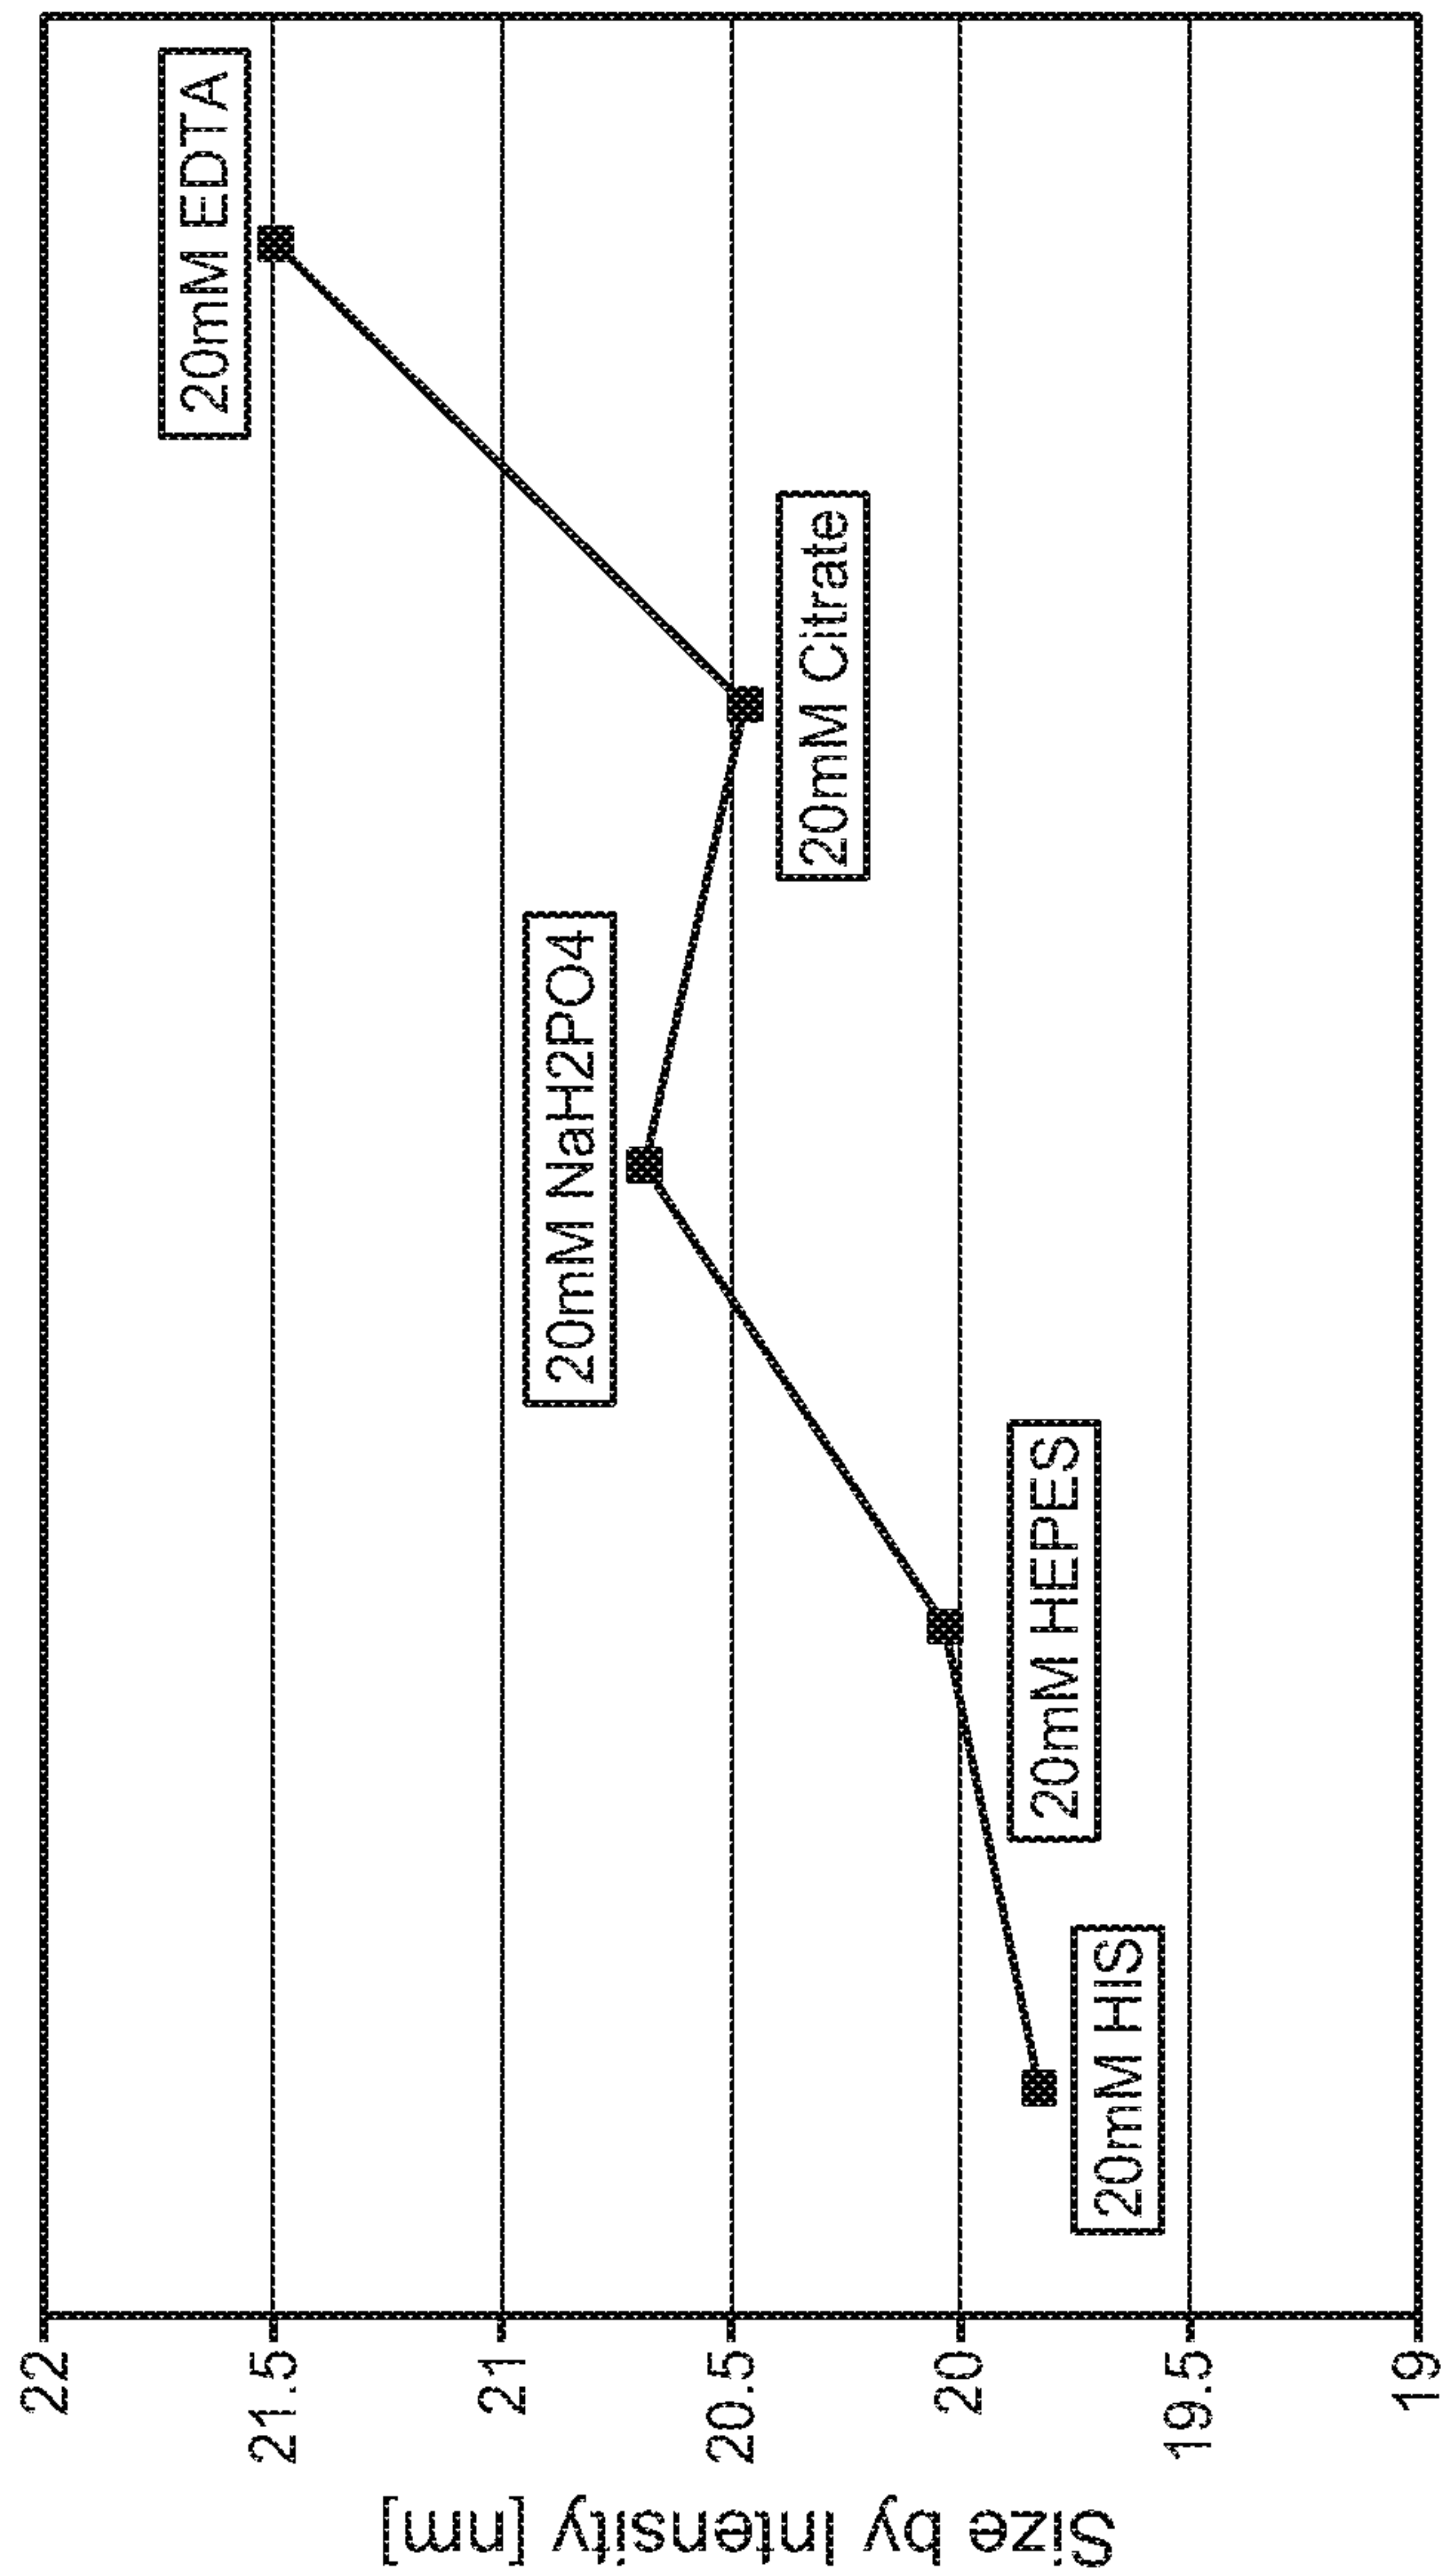 Size by Intensity [nm]
22
21.5
21
20.5
20
19.5
19
20mM HIS
20mM HEPES
20mM NaH2PO4
20mM Citrate
20mM EDTA